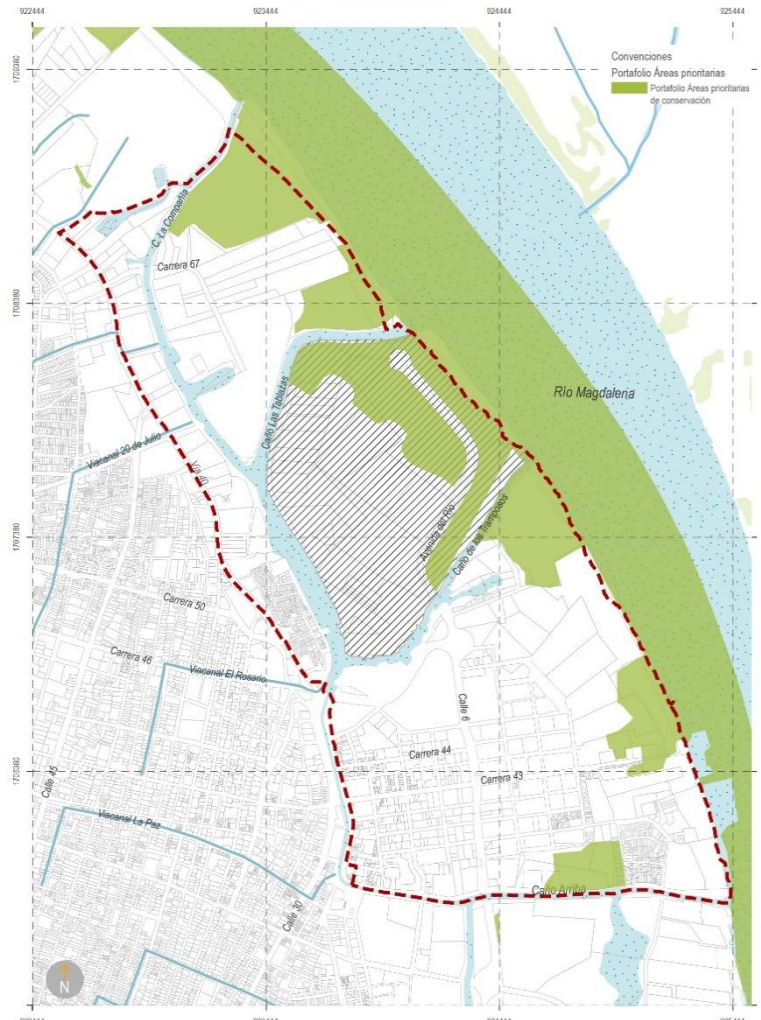 922444
923444
924444
925444
1709380
Convenciones
Portafolio Áreas prioritarias
Portafolio Áreas prioritarias
de conservación
C. La Compañía
Carrera 67
1708380
Río Magdalena
Caño Las Tablazas
Viacanal 20 de Julio
Vía 40
Avenida del Río
Caño de los Tramposos
1707380
Carrera 50
Carrera 46
Viacanal El Rosario
Calle 6
Carrera 44
Carrera 43
Calle 45
Viacanal La Paz
Caño Arriba
Calle 30
N